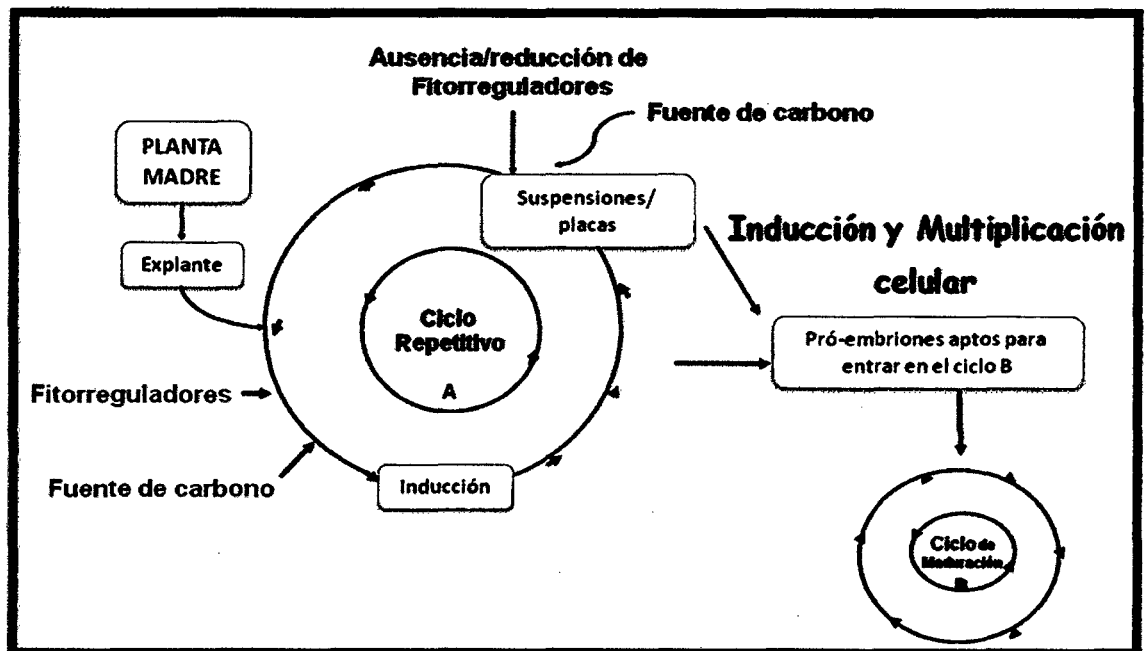 Ausencia/reducción de
Fitorreguladores
Fuente de carbono
PLANTA
MADRE
Explante
Suspensiones/
placas
Inducción y Multiplicación
celular
Ciclo
Repetitivo
A
Pró-embriones aptos para
entrar en el ciclo B
Fitorreguladores
Fuente de carbono
Inducción
Ciclo de
Maduración
B